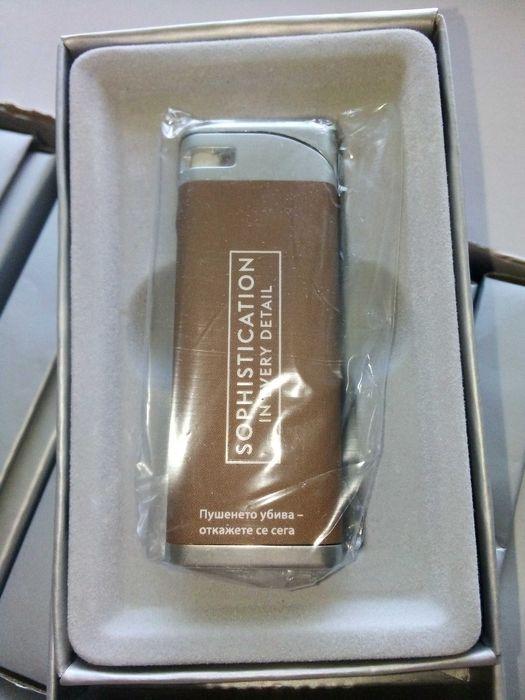 SOPHISTICATION
IN EVERY DETAIL
Пушенето убива –
откажете се сега